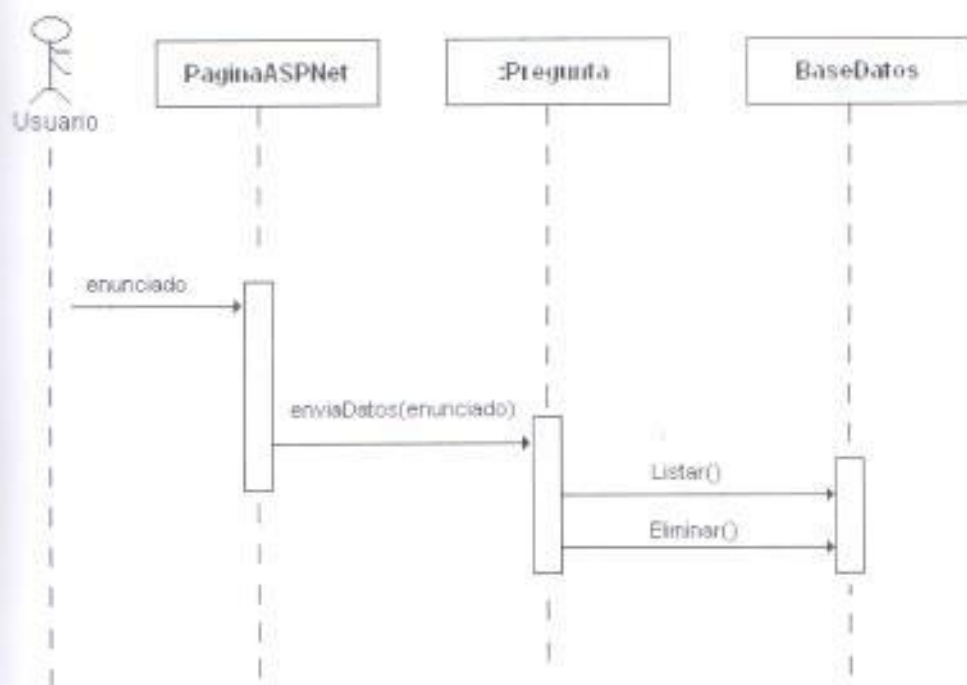 PaginaASPNet
:Pregunta
BaseDatos
Usuario
enunciado
enviaDatos(enunciado)
Listar()
Eliminar()